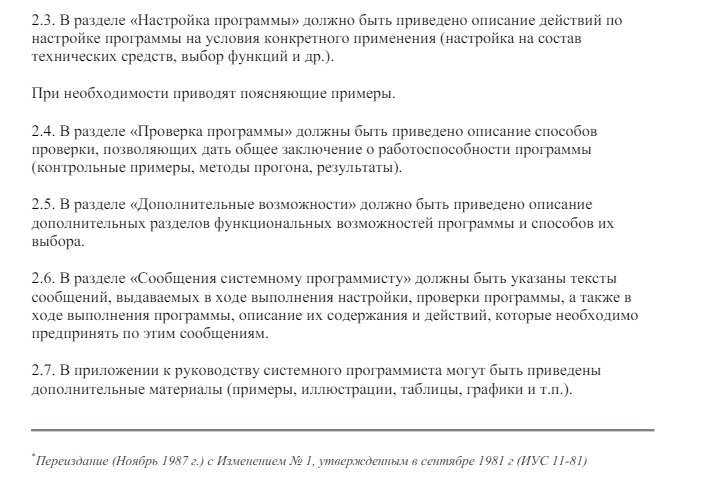 2.3. В разделе «Настройка программы» должно быть приведено описание действий по
настройке программы на условия конкретного применения (настройка на состав
технических средств, выбор функций и др.).
При необходимости приводят поясняющие примеры.
2.4. В разделе «Проверка программы» должны быть приведено описание способов
проверки, позволяющих дать общее заключение о работоспособности программы
(контрольные примеры, методы прогона, результаты).
2.5. В разделе «Дополнительные возможности» должно быть приведено описание
дополнительных разделов функциональных возможностей программы и способов их
выбора.
2.6. В разделе «Сообщения системному программисту» должны быть указаны тексты
сообщений, выдаваемых в ходе выполнения настройки, проверки программы, а также в
ходе выполнения программы, описание их содержания и действий, которые необходимо
предпринять по этим сообщениям.
2.7. В приложении к руководству системного программиста могут быть приведены
дополнительные материалы (примеры, иллюстрации, таблицы, графики и т.п.).
*Переиздание (Ноябрь 1987 г.) с Изменением № 1, утвержденным в сентябре 1981 г (ИУС 11-81)